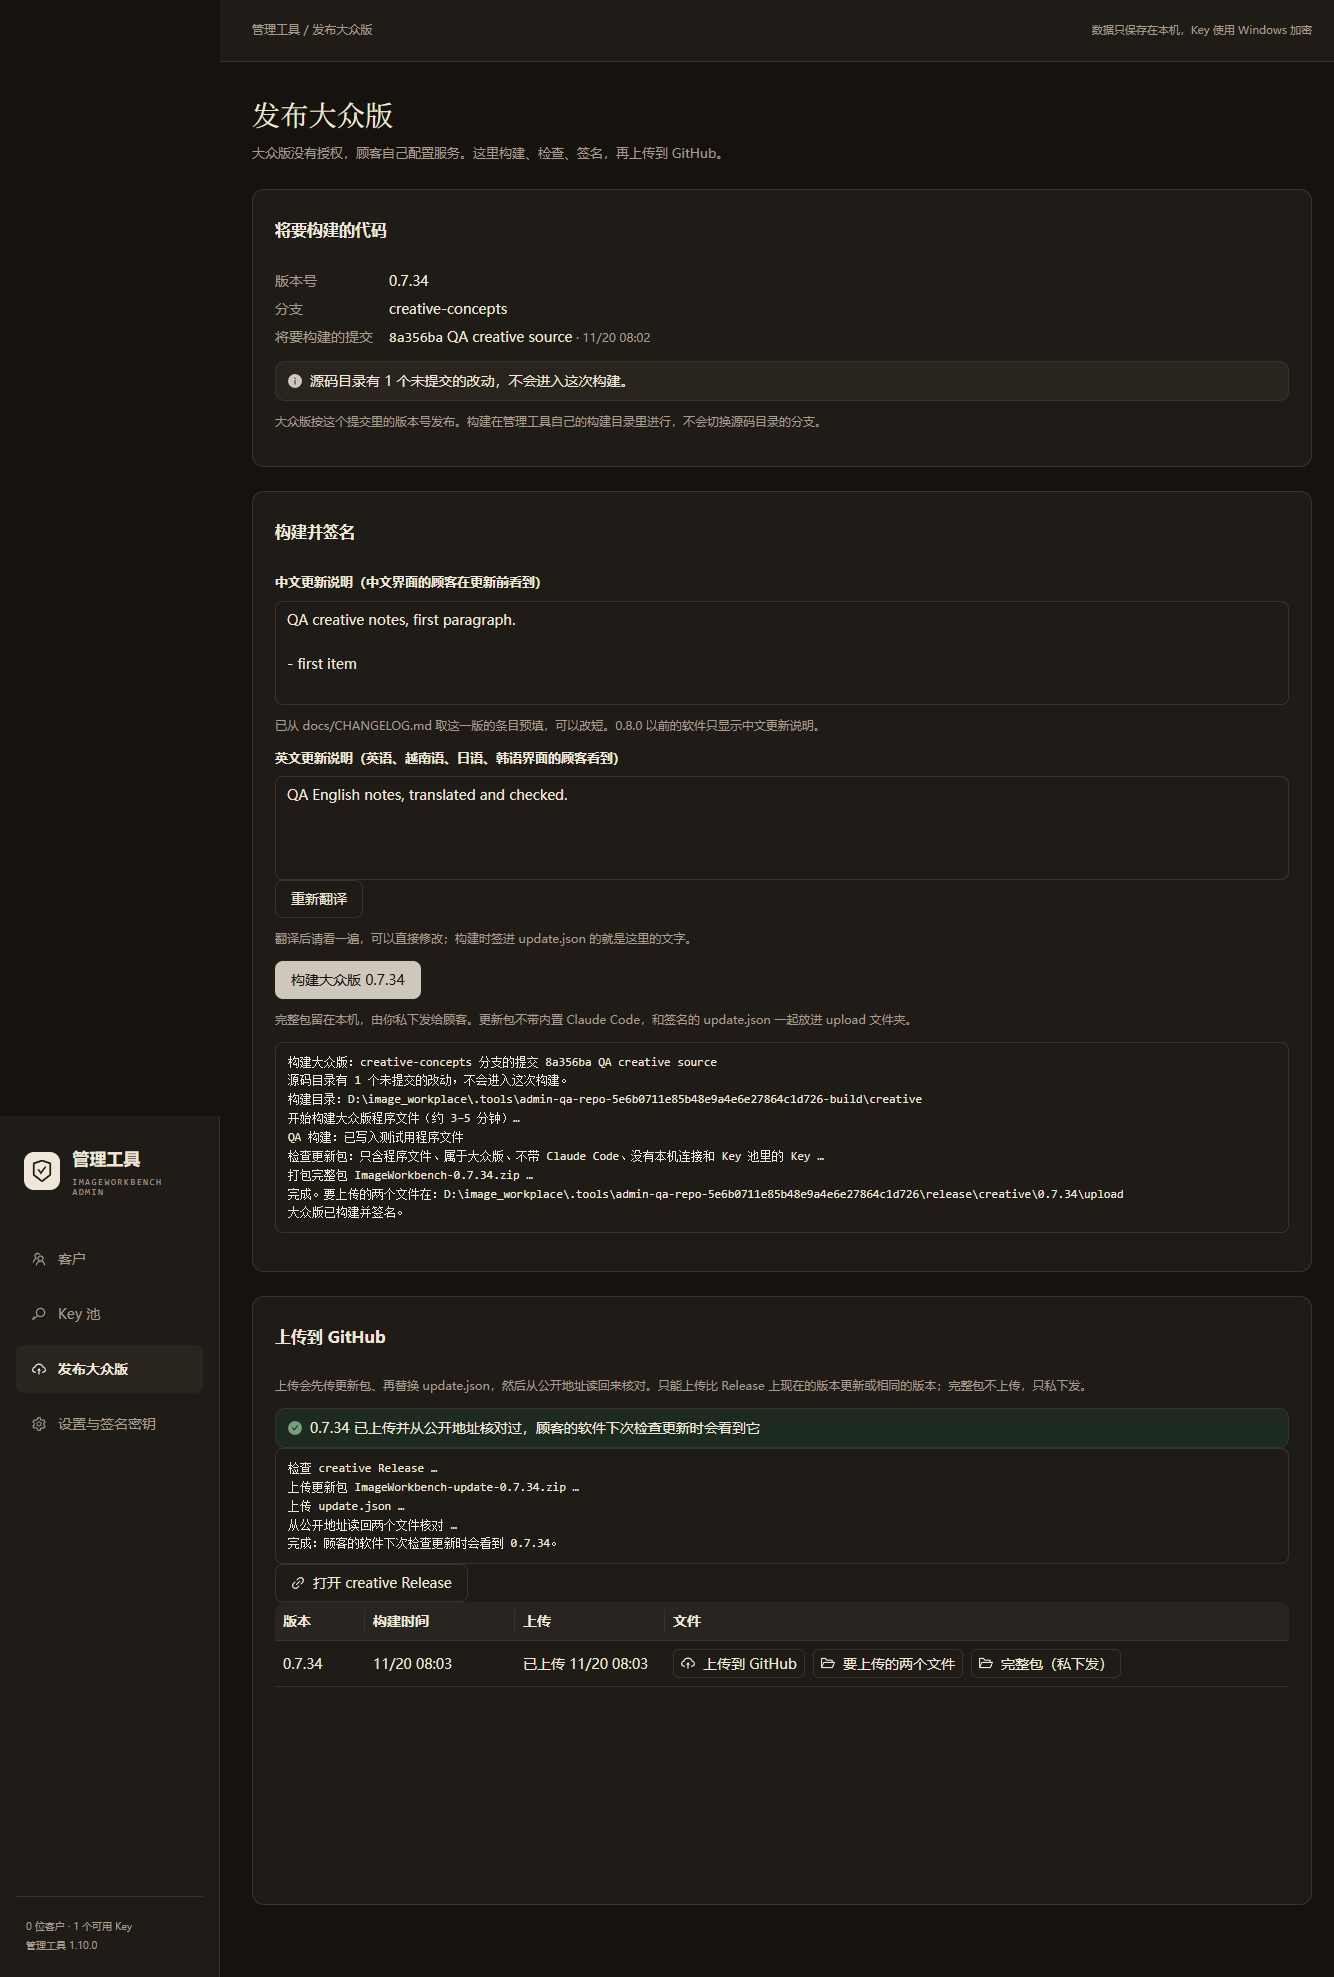 管理工具 / 发布大众版
数据只保存在本机，Key 使用 Windows 加密
发布大众版
大众版没有授权，顾客自己配置服务。这里构建、检查、签名，再上传到 GitHub。
将要构建的代码
版本号 0.7.34
分支 creative-concepts
将要构建的提交 8a356ba QA creative source · 11/20 08:02
源码目录有 1 个未提交的改动，不会进入这次构建。
大众版按这个提交里的版本号发布。构建在管理工具自己的构建目录里进行，不会切换源码目录的分支。
构建并签名
中文更新说明（中文界面的顾客在更新前看到）
QA creative notes, first paragraph.
- first item
已从 docs/CHANGELOG.md 取这一版的条目预填，可以改短。0.8.0 以前的软件只显示中文更新说明。
英文更新说明（英语、越南语、日语、韩语界面的顾客看到）
QA English notes, translated and checked.
重新翻译
翻译后请看一遍，可以直接修改；构建时签进 update.json 的就是这里的文字。
构建大众版 0.7.34
完整包留在本机，由你私下发给顾客。更新包不带内置 Claude Code，和签名的 update.json 一起放进 upload 文件夹。
构建大众版：creative-concepts 分支的提交 8a356ba QA creative source
源码目录有 1 个未提交的改动，不会进入这次构建。
构建目录：D:\image_workplace\.tools\admin-qa-repo-5e6b0711e85b48e9a4e6e27864c1d726-build\creative
开始构建大众版程序文件（约 3–5 分钟）…
QA 构建：已写入测试用程序文件
检查更新包：只含程序文件、属于大众版、不带 Claude Code、没有本机连接和 Key 池里的 Key …
打包完整包 ImageWorkbench-0.7.34.zip …
完成。要上传的两个文件在：D:\image_workplace\.tools\admin-qa-repo-5e6b0711e85b48e9a4e6e27864c1d726\release\creative\0.7.34\upload
大众版已构建并签名。
管理工具
IMAGEWORKBENCH
ADMIN
客户
Key 池
发布大众版
设置与签名密钥
上传到 GitHub
上传会先传更新包、再替换 update.json，然后从公开地址读回来核对。只能上传比 Release 上现在的版本更新或相同的版本；完整包不上传，只私下发。
0.7.34 已上传并从公开地址核对过，顾客的软件下次检查更新时会看到它
检查 creative Release …
上传更新包 ImageWorkbench-update-0.7.34.zip …
上传 update.json …
从公开地址读回两个文件核对 …
完成：顾客的软件下次检查更新时会看到 0.7.34。
打开 creative Release
版本 构建时间 上传 文件
0.7.34 11/20 08:03 已上传 11/20 08:03 上传到 GitHub 要上传的两个文件 完整包（私下发）
0 位客户 · 1 个可用 Key
管理工具 1.10.0